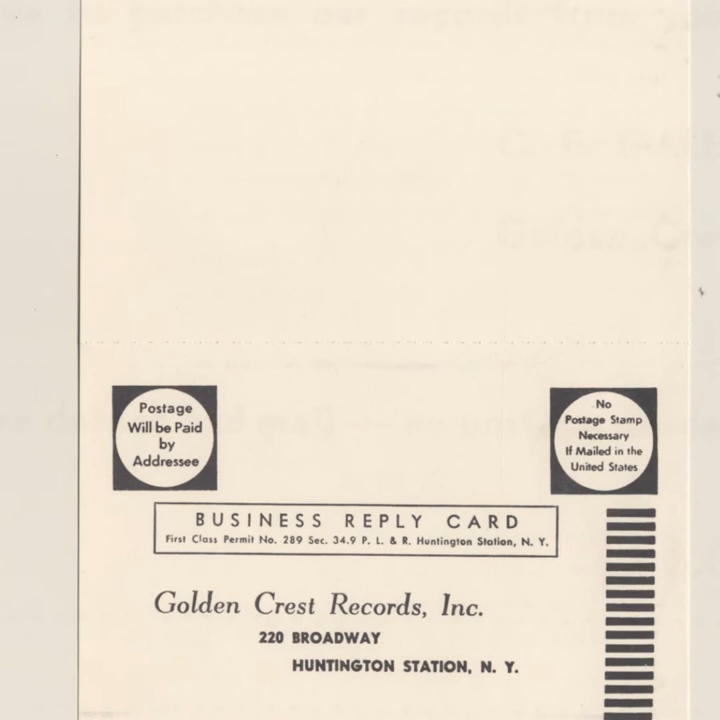 Postage
Will be Paid
by
Addressee
No
Postage Stamp
Necessary
If Mailed in the
United States
BUSINESS REPLY CARD
First Class Permit No. 289 Sec. 34.9 P. L. & R. Huntington Station, N. Y.
Golden Crest Records, Inc.
220 BROADWAY
HUNTINGTON STATION, N. Y.